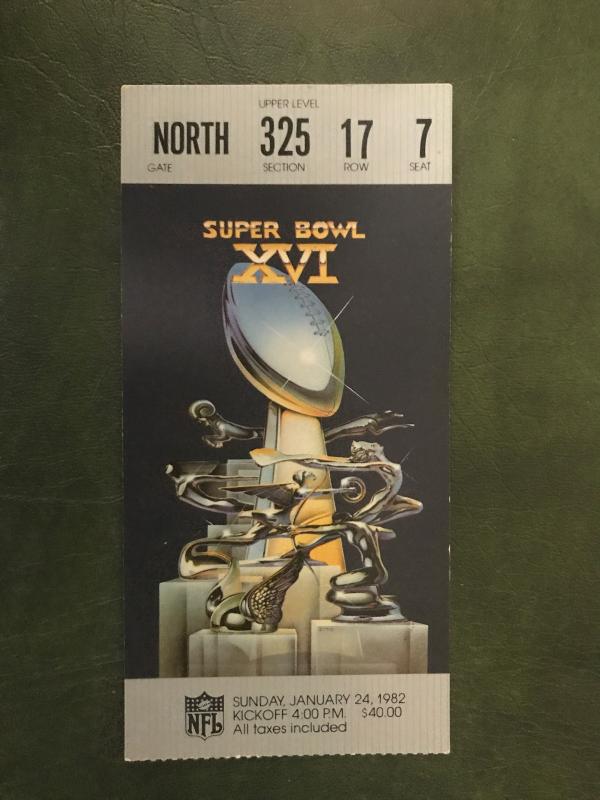 UPPER LEVEL
NORTH 325 17 7
GATE SECTION ROW SEAT
SUPER BOWL
XVI
NFL
SUNDAY, JANUARY 24, 1982
KICKOFF 4:00 P.M. $40.00
All taxes included